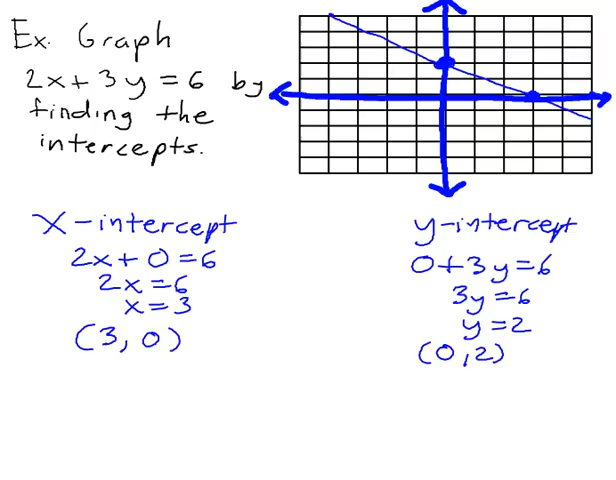 Ex. Graph
2x + 3y = 6 by
finding the
intercepts.
x-intercept
2x + 0 = 6
2x = 6
x = 3
(3, 0)
y-intercept
0 + 3y = 6
3y = 6
y = 2
(0, 2)